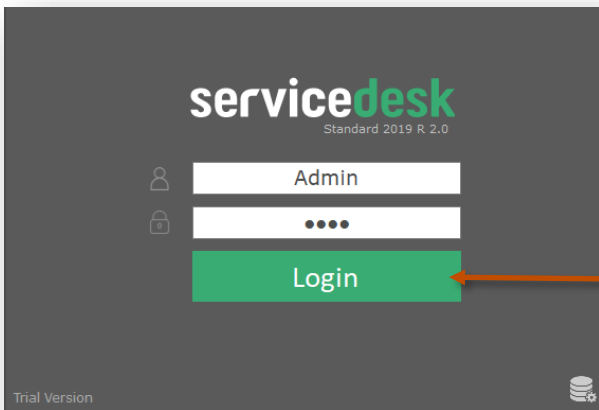 servicedesk
Standard 2019 R 2.0
Admin
••••
Login
Trial Version